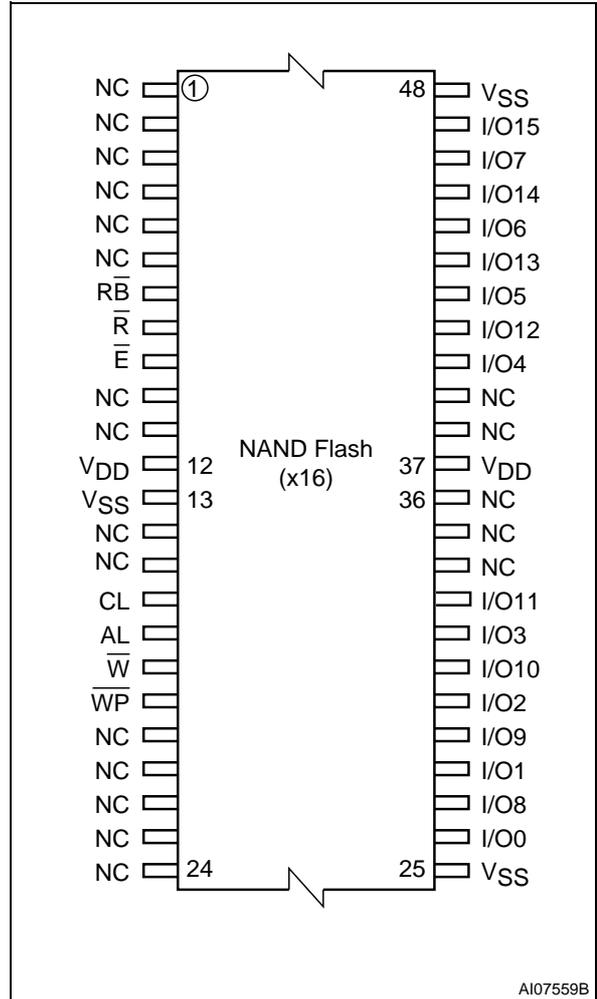 NC ① 48 VSS
NC I/O15
NC I/O7
NC I/O14
NC I/O6
NC I/O13
RB̅ I/O5
R̅ I/O12
E̅ I/O4
NC NC
NC NC
VDD 12 NAND Flash 37 VDD
(x16)
VSS 13 36 NC
NC NC
NC NC
CL I/O11
AL I/O3
W̅ I/O10
W̅P̅ I/O2
NC I/O9
NC I/O1
NC I/O8
NC I/O0
NC 24 25 VSS
AI07559B